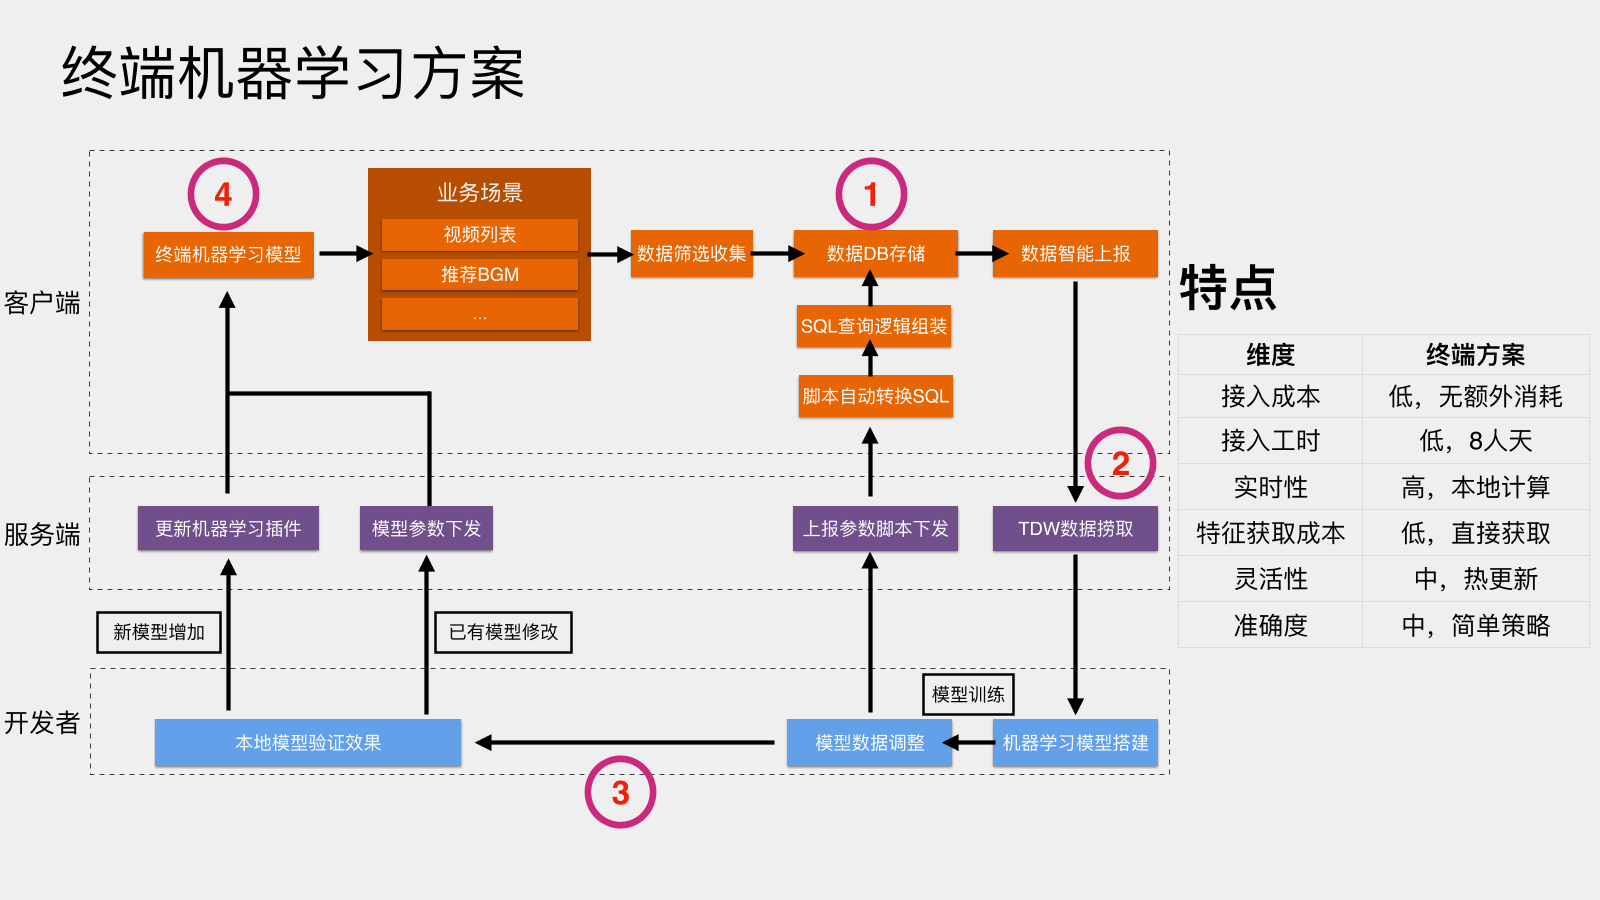 终端机器学习方案
4
1
业务场景
视频列表
推荐BGM
...
终端机器学习模型
数据筛选收集
数据DB存储
数据智能上报
客户端
SQL查询逻辑组装
脚本自动转换SQL
2
服务端
更新机器学习插件
模型参数下发
上报参数脚本下发
TDW数据捞取
新模型增加
已有模型修改
开发者
模型训练
本地模型验证效果
模型数据调整
机器学习模型搭建
3
特点
维度 终端方案
接入成本 低，无额外消耗
接入工时 低，8人天
实时性 高，本地计算
特征获取成本 低，直接获取
灵活性 中，热更新
准确度 中，简单策略